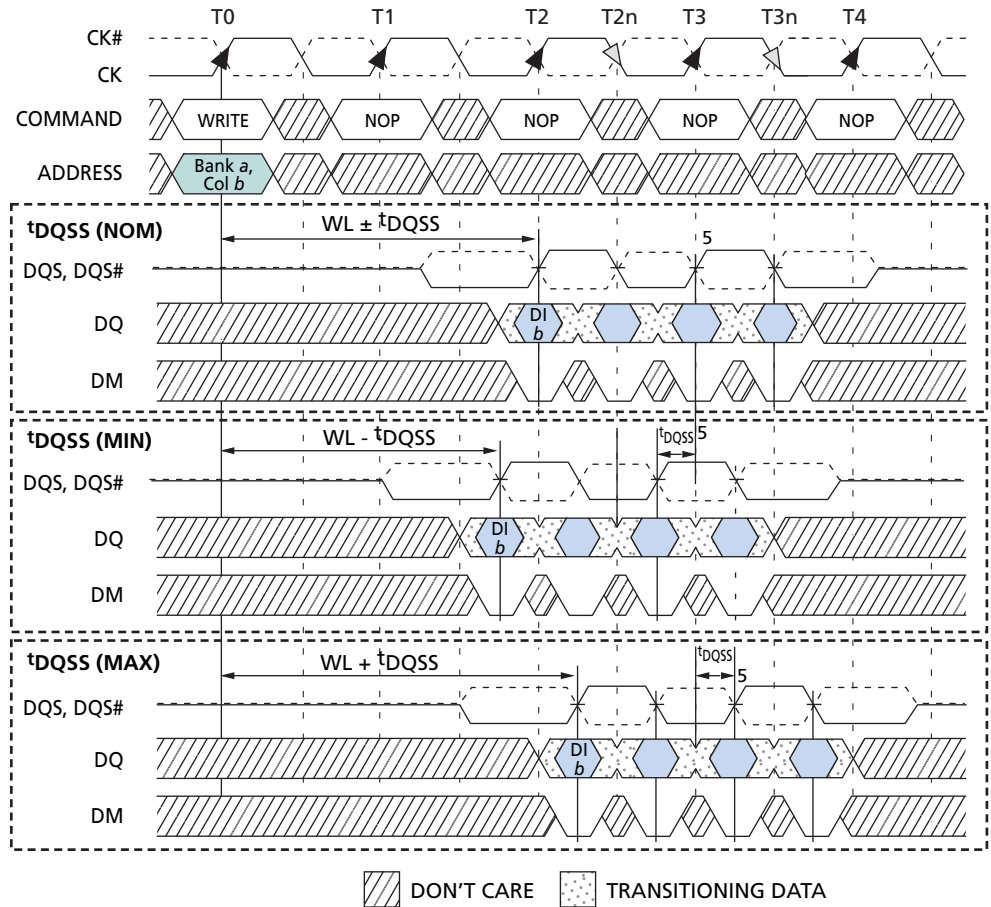 T0 T1 T2 T2n T3 T3n T4
CK#
CK
COMMAND WRITE NOP NOP NOP NOP
ADDRESS Bank a,
Col b
tDQSS (NOM) WL ± tDQSS
5
DQS, DQS#
DQ DI
b
DM
tDQSS (MIN) WL - tDQSS tDQSS 5
DQS, DQS#
DQ DI
b
DM
tDQSS (MAX) WL + tDQSS tDQSS
5
DQS, DQS#
DQ DI
b
DM
DON'T CARE TRANSITIONING DATA